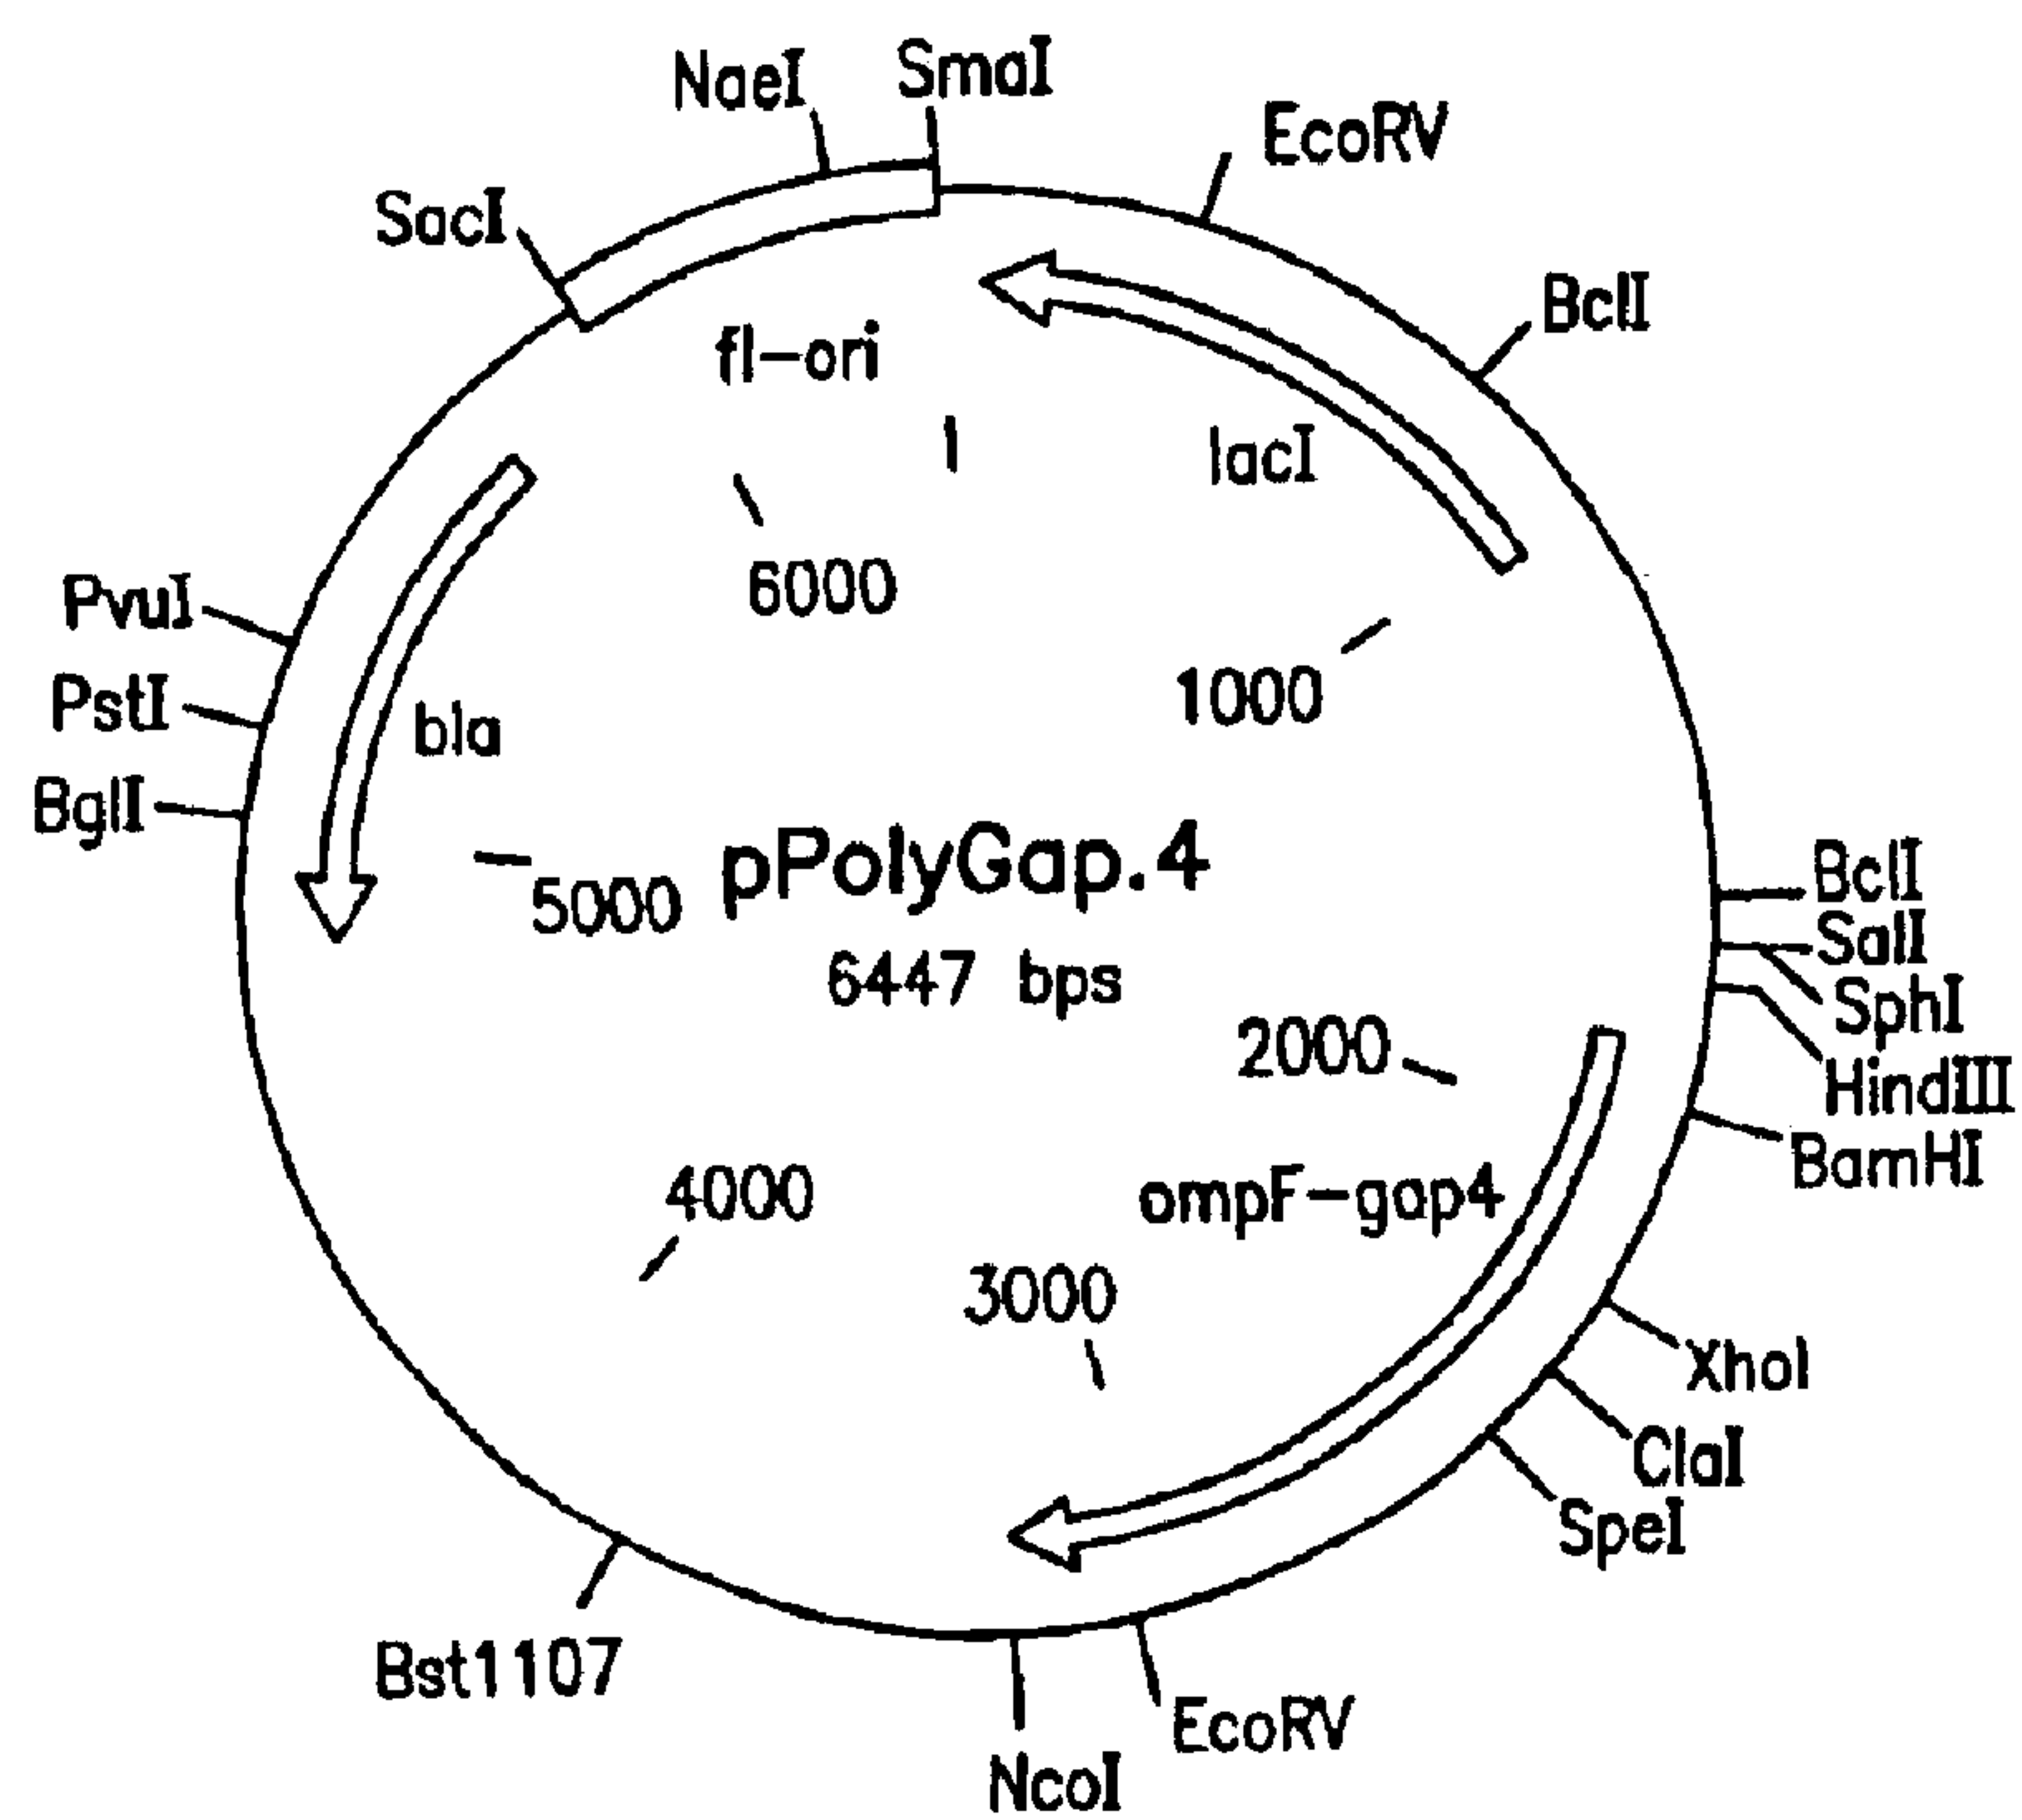 NaeI
SmaI
EcoRV
SacI
BclI
fl-ori
lacI
6000
PvuI
1000
PstI
bla
BglI
pPolyGap.4
BclI
5000
SalI
6447 bps
SphI
2000
HindIII
BamHI
4000
ompF-gap4
3000
XhoI
ClaI
SpeI
Bst1107
EcoRV
NcoI